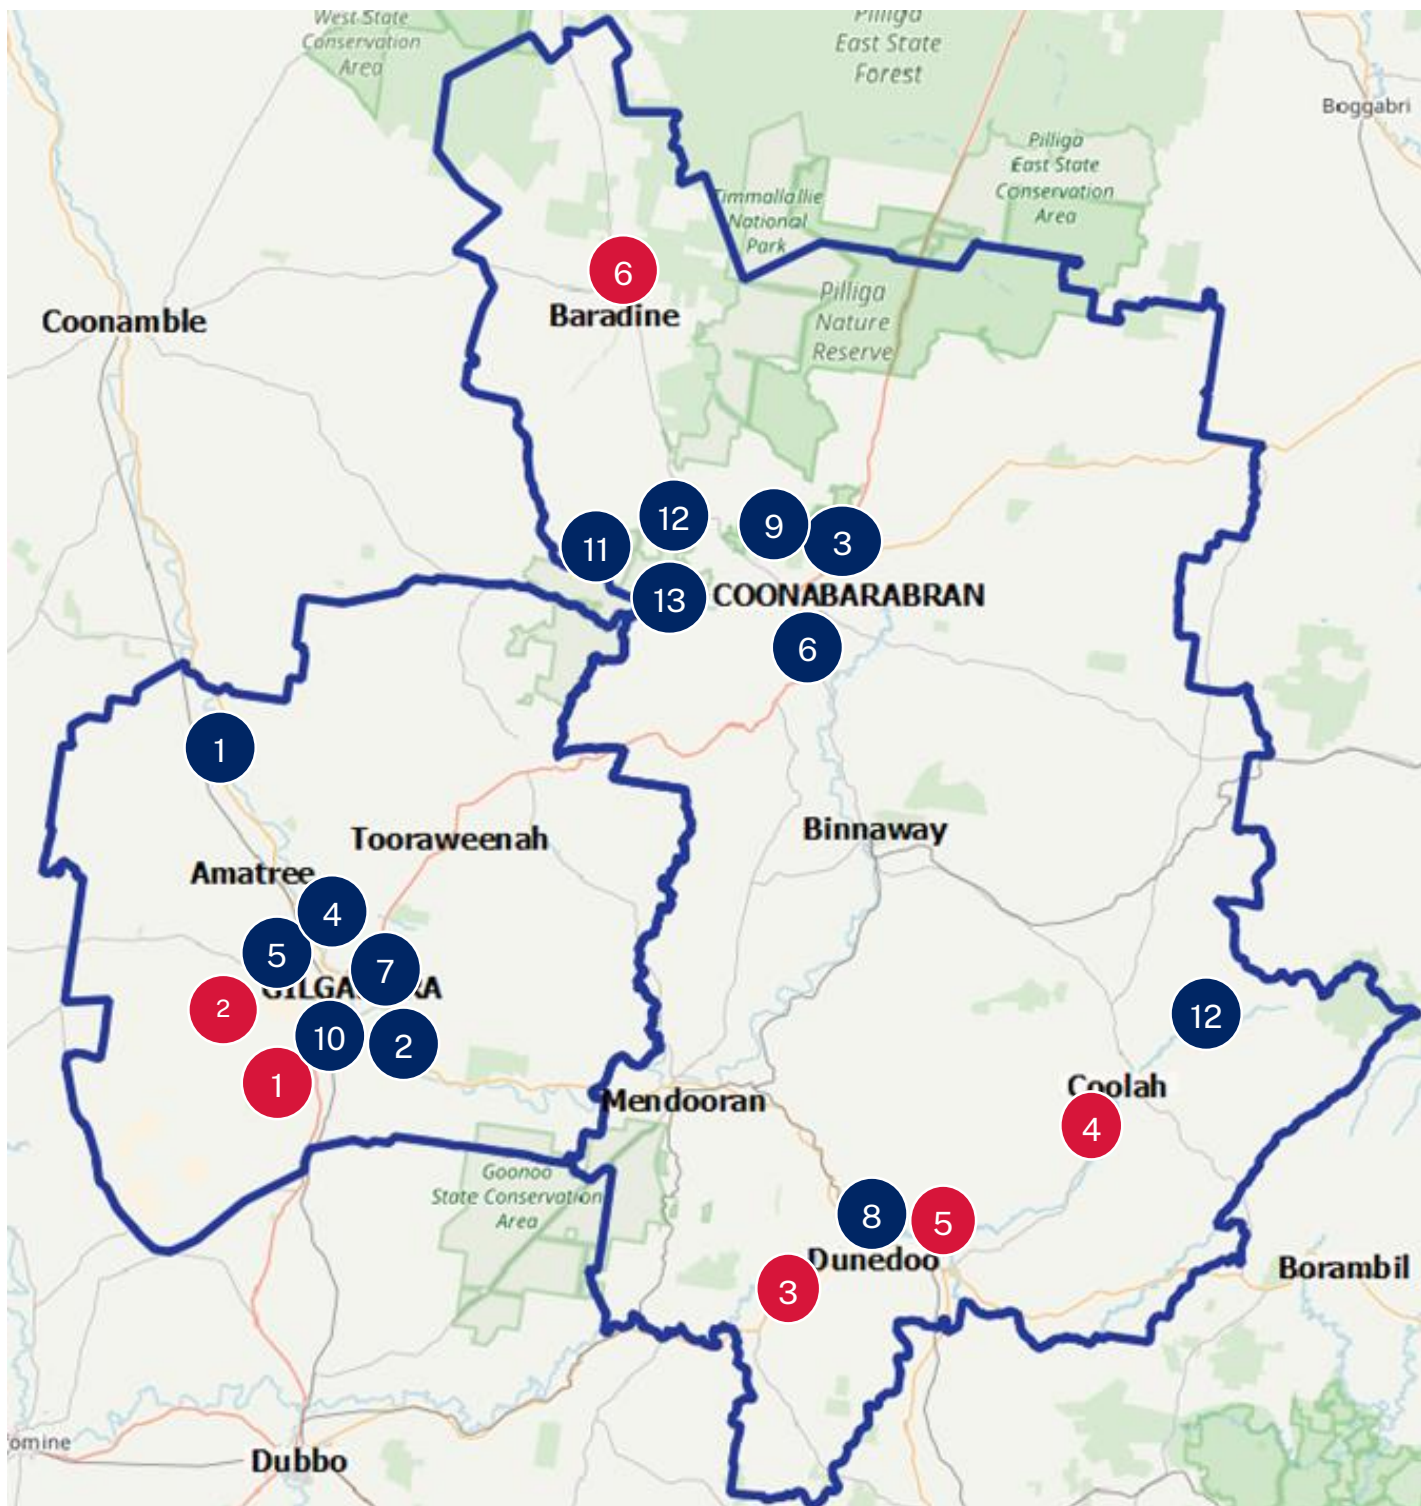 West State
Conservation
Area
Pilliga
East State
Forest
Boggabri
Pilliga
East State
Conservation
Area
Timmallallie
National
Park
6
Baradine
Pilliga
Nature
Reserve
Coonamble
12
9
3
11
13
COONABARABRAN
6
1
Binnaway
Tooraweenah
Amatree
4
5
7
2
10
2
12
1
Coolah
Mendooran
4
Goonoo
State Conservation
Area
8
5
Dunedoo
Borambil
3
omine
Dubbo